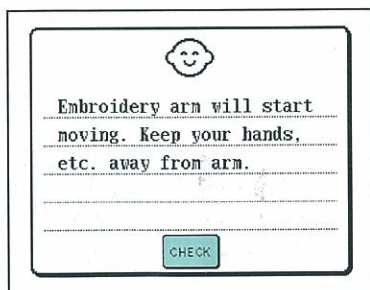 Embroidery arm will start
moving. Keep your hands,
etc. away from arm.
CHECK